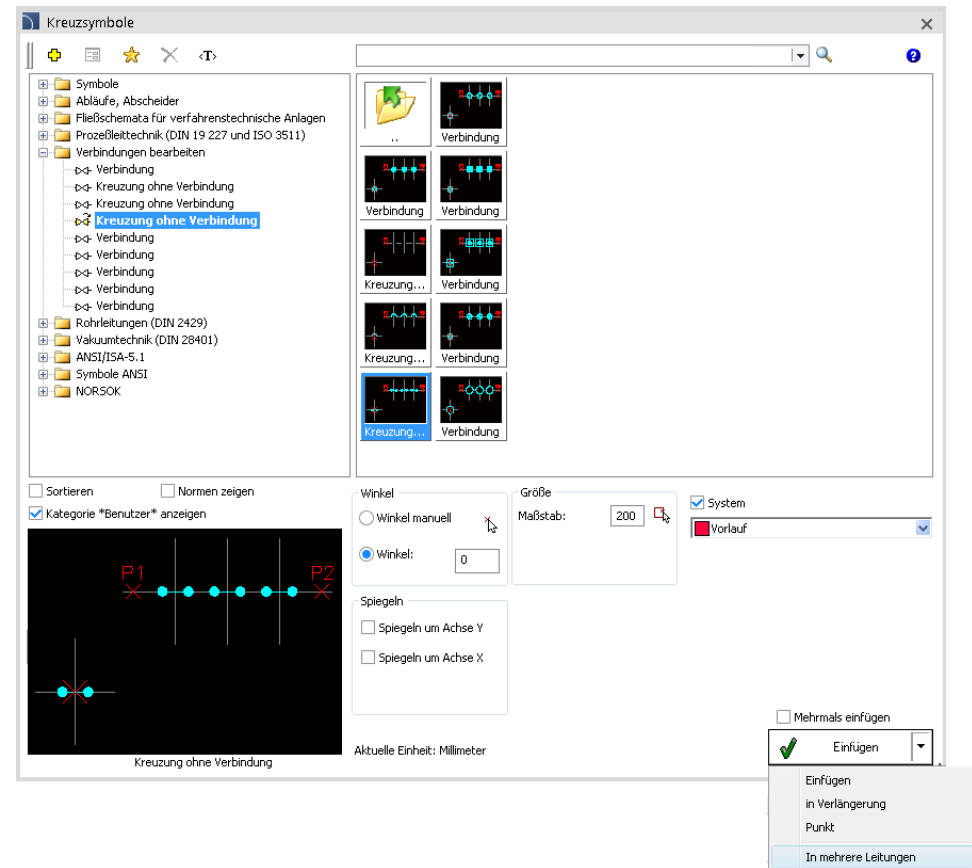 Kreuzsymbole
<T>
Symbole
Abläufe, Abscheider
Fließschemata für verfahrenstechnische Anlagen
Prozeßleittechnik (DIN 19 227 und ISO 3511)
Verbindungen bearbeiten
Verbindung
Kreuzung ohne Verbindung
Kreuzung ohne Verbindung
Kreuzung ohne Verbindung
Verbindung
Verbindung
Verbindung
Verbindung
Verbindung
Rohrleitungen (DIN 2429)
Vakuumtechnik (DIN 28401)
ANSI/ISA-5.1
Symbole ANSI
NORSOK
..
Verbindung
Verbindung
Verbindung
Kreuzung...
Verbindung
Kreuzung...
Verbindung
Kreuzung...
Verbindung
Sortieren
Normen zeigen
Kategorie *Benutzer* anzeigen
P1
P2
Kreuzung ohne Verbindung
Winkel
Winkel manuell
Winkel:
0
Größe
Maßstab:
200
System
Vorlauf
Spiegeln
Spiegeln um Achse Y
Spiegeln um Achse X
Aktuelle Einheit: Millimeter
Mehrmals einfügen
Einfügen
Einfügen
in Verlängerung
Punkt
In mehrere Leitungen